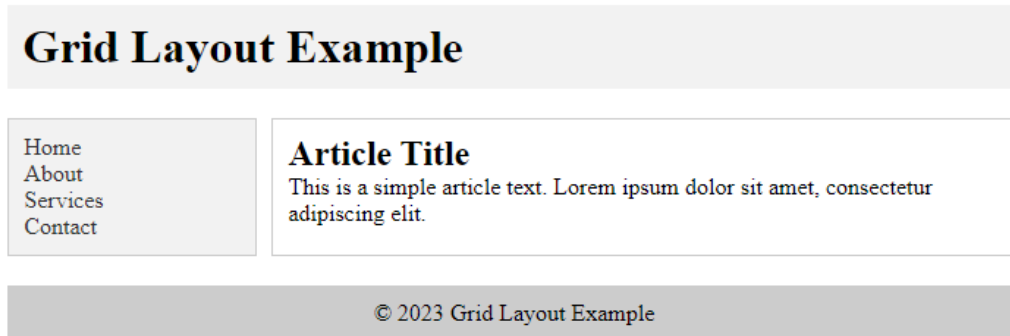 Grid Layout Example
Home
About
Services
Contact
Article Title
This is a simple article text. Lorem ipsum dolor sit amet, consectetur
adipiscing elit.
© 2023 Grid Layout Example